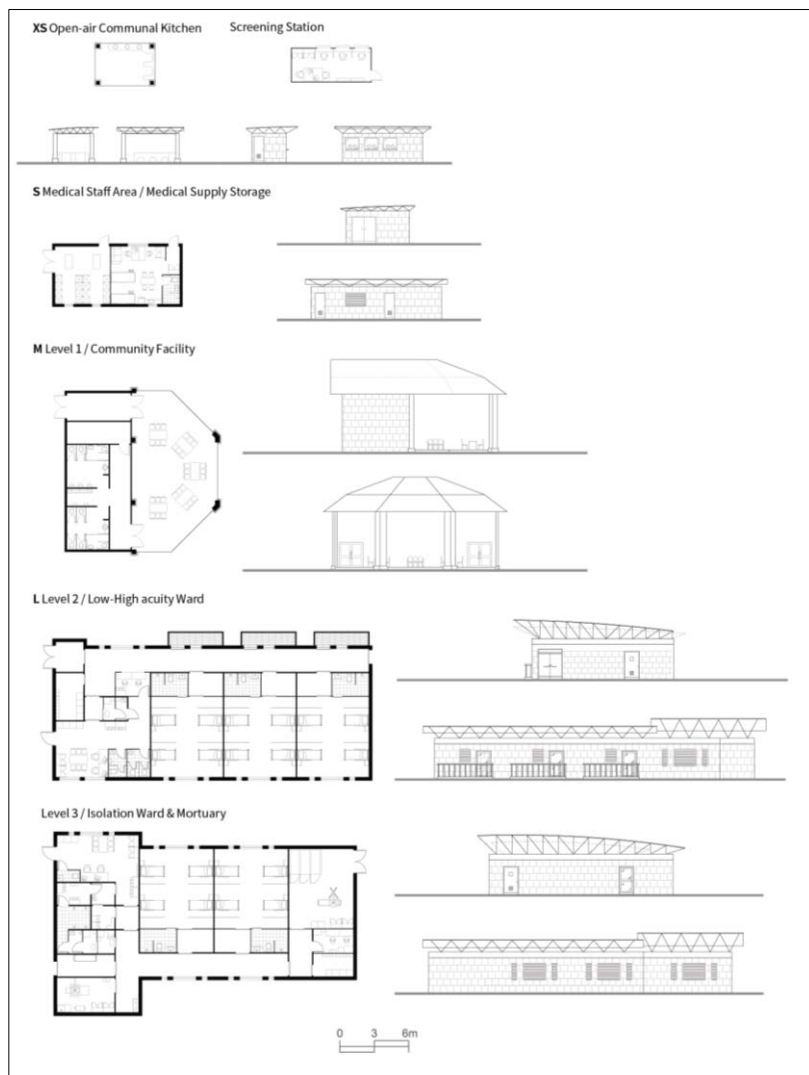 XS Open-air Communal Kitchen
Screening Station
S Medical Staff Area / Medical Supply Storage
M Level 1 / Community Facility
L Level 2 / Low-High acuity Ward
Level 3 / Isolation Ward & Mortuary
0 3 6m